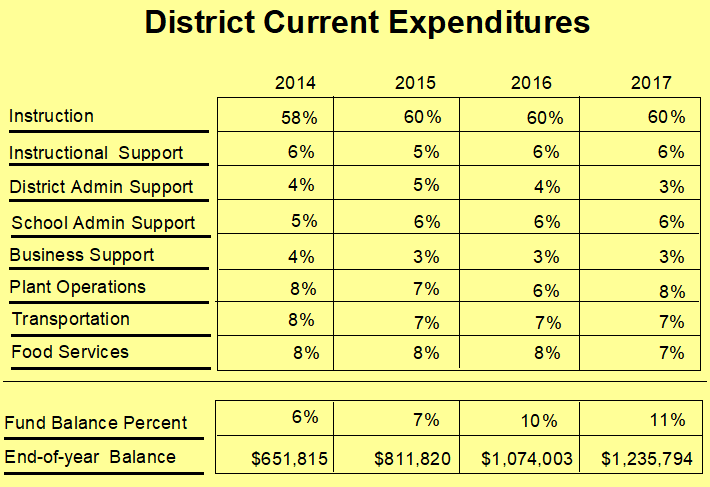 District Current Expenditures
2014 2015 2016 2017
Instruction 58% 60% 60% 60%
Instructional Support 6% 5% 6% 6%
District Admin Support 4% 5% 4% 3%
School Admin Support 5% 6% 6% 6%
Business Support 4% 3% 3% 3%
Plant Operations 8% 7% 6% 8%
Transportation 8% 7% 7% 7%
Food Services 8% 8% 8% 7%
Fund Balance Percent 6% 7% 10% 11%
End-of-year Balance $651,815 $811,820 $1,074,003 $1,235,794